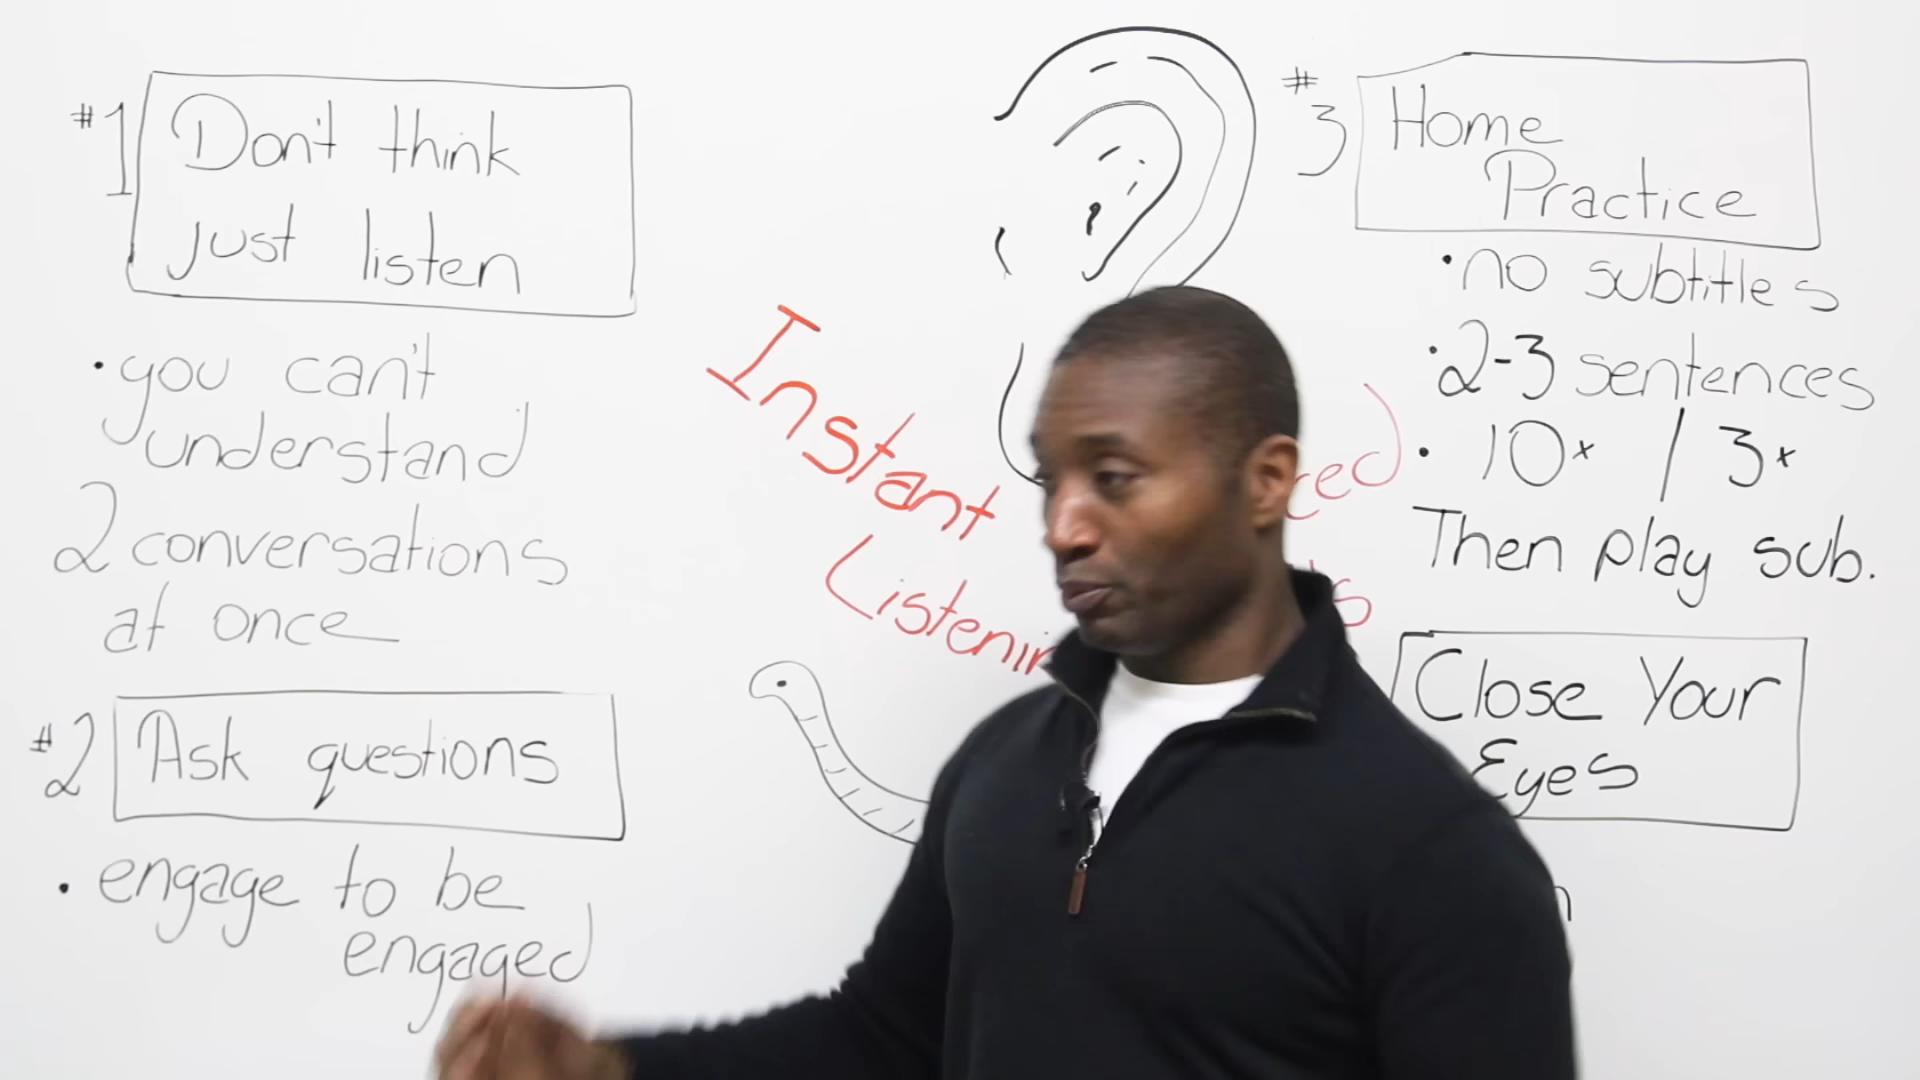 #1 Don't think
just listen
• you can't
understand
2 conversations
at once
#2 Ask questions
• engage to be
engaged
Instant
#3 Home
Practice
• no subtitles
• 2-3 sentences
• 10x / 3x
Then play sub.
Close Your
Eyes